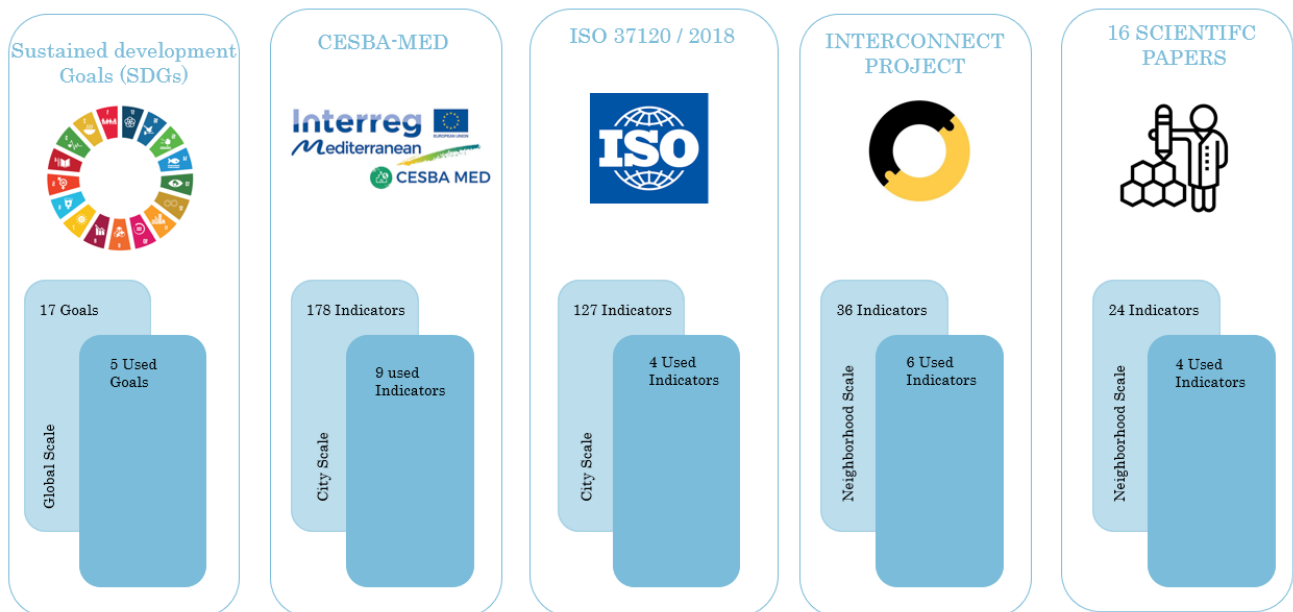 Sustained development
Goals (SDGs)
17 Goals
5 Used
Goals
Global Scale
CESBA-MED
Interreg
EUROPEAN UNION
Mediterranean
CESBA MED
178 Indicators
9 used
Indicators
City Scale
ISO 37120 / 2018
ISO
127 Indicators
4 Used
Indicators
City Scale
INTERCONNECT
PROJECT
36 Indicators
6 Used
Indicators
Neighborhood Scale
16 SCIENTIFC
PAPERS
24 Indicators
4 Used
Indicators
Neighborhood Scale